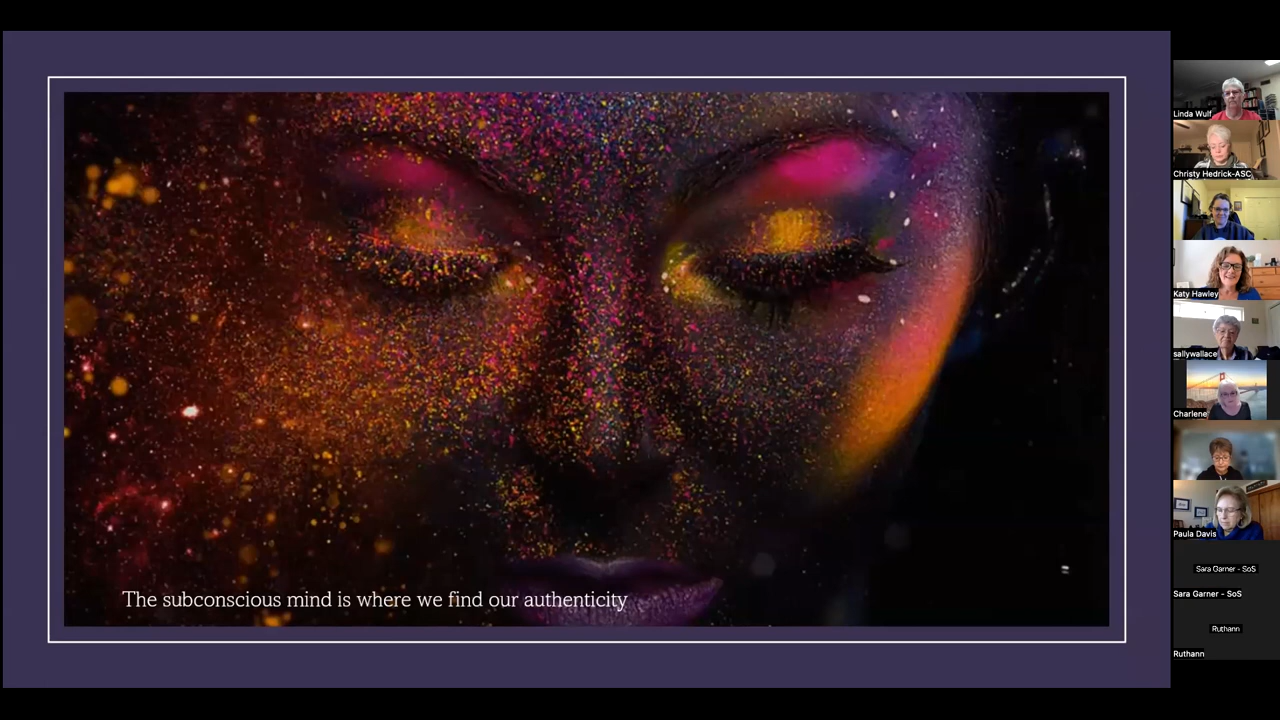 The subconscious mind is where we find our authenticity
Linda Wulf
Christy Hedrick-ASC
Katy Hawley
sallywallace
Charlene
Paula Davis
Sara Garner - SoS
Sara Garner - SoS
Ruthann
Ruthann